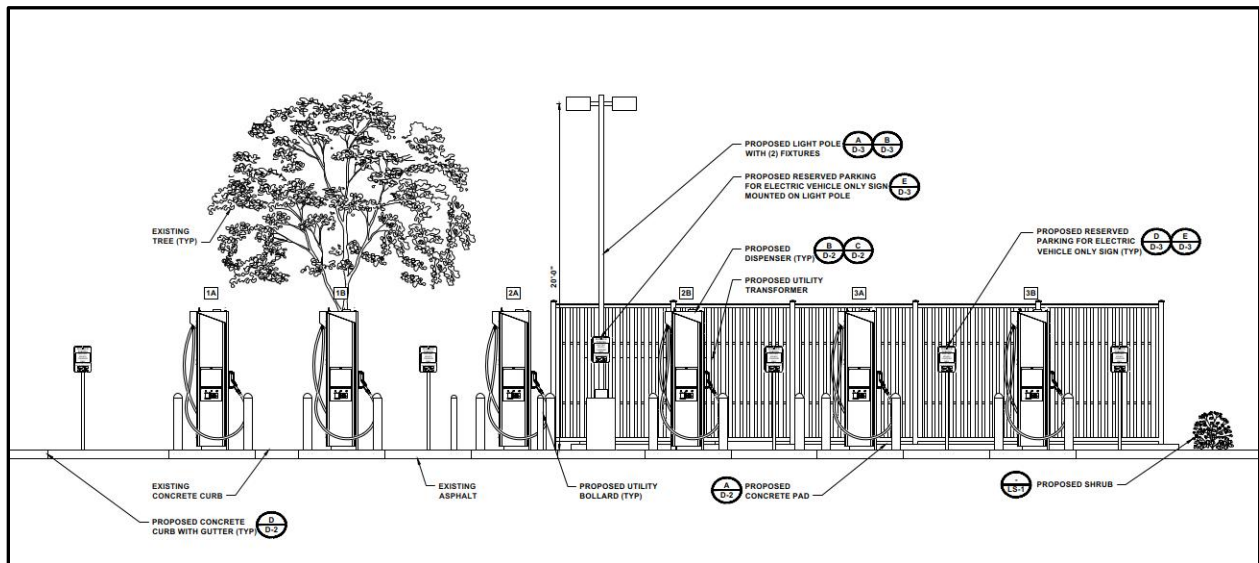 PROPOSED LIGHT POLE
WITH (2) FIXTURES
A
D-3
B
D-3
PROPOSED RESERVED PARKING
FOR ELECTRIC VEHICLE ONLY SIGN
MOUNTED ON LIGHT POLE
E
D-3
EXISTING
TREE (TYP)
20'-0"
PROPOSED
DISPENSER (TYP)
B
D-2
C
D-2
PROPOSED UTILITY
TRANSFORMER
PROPOSED RESERVED
PARKING FOR ELECTRIC
VEHICLE ONLY SIGN (TYP)
D
D-3
E
D-3
1A
1B
2A
2B
3A
3B
EXISTING
CONCRETE CURB
EXISTING
ASPHALT
PROPOSED UTILITY
BOLLARD (TYP)
A
D-2
PROPOSED
CONCRETE PAD
-
LS-1
PROPOSED SHRUB
PROPOSED CONCRETE
CURB WITH GUTTER (TYP)
D
D-2